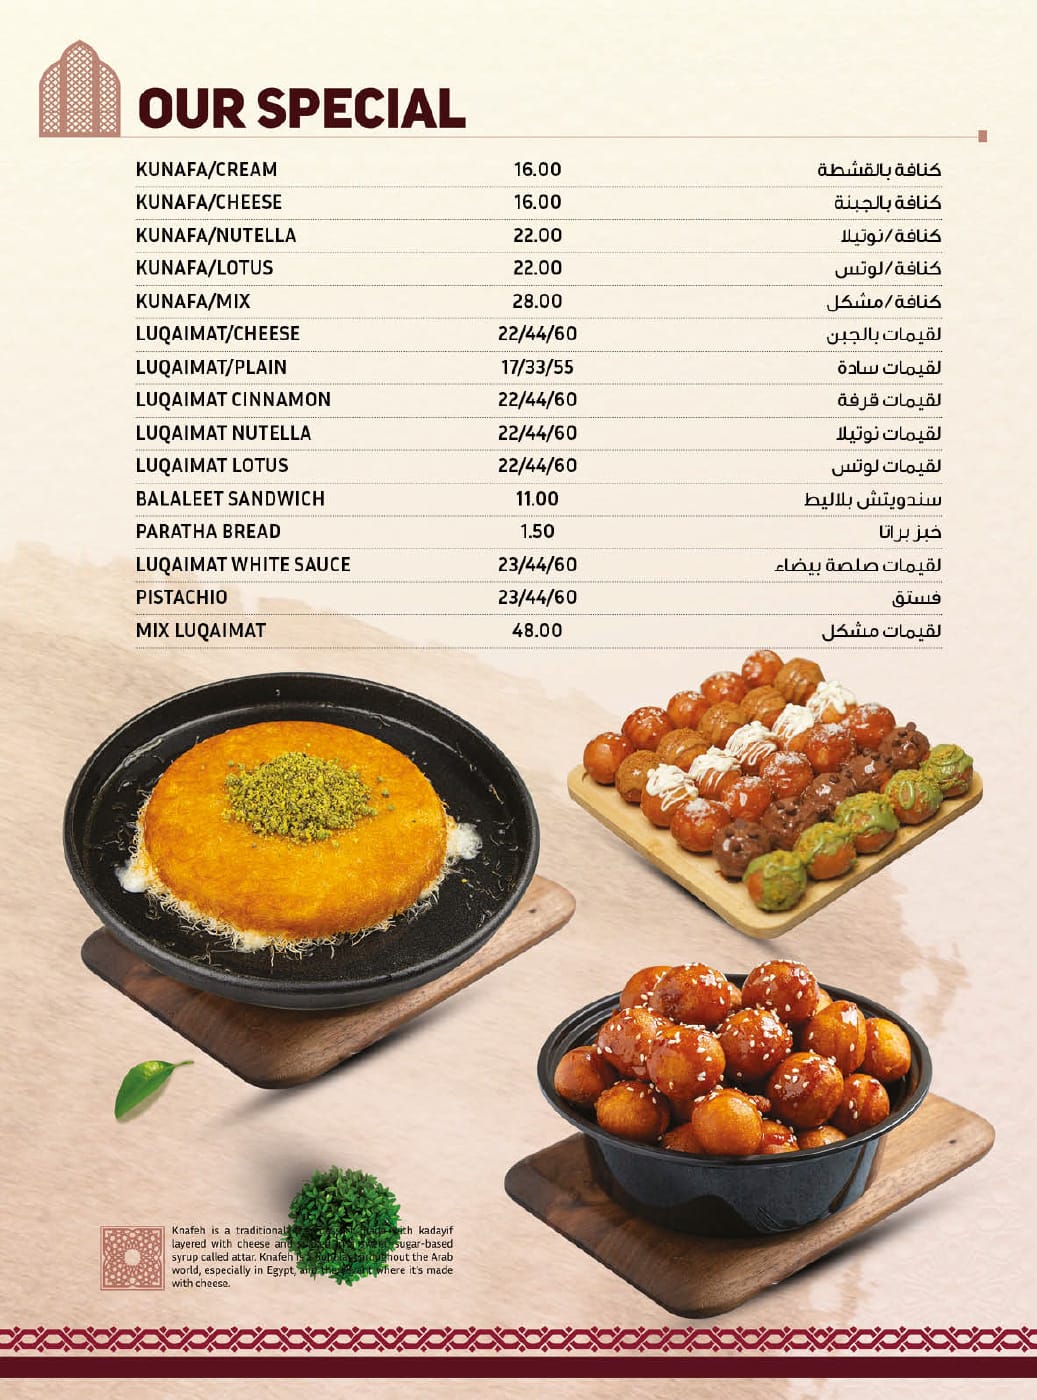 OUR SPECIAL
KUNAFA/CREAM 16.00 كنافة بالقشطة
KUNAFA/CHEESE 16.00 كنافة بالجبنة
KUNAFA/NUTELLA 22.00 كنافة/نوتيلا
KUNAFA/LOTUS 22.00 كنافة/لوتس
KUNAFA/MIX 28.00 كنافة/مشكل
LUQAIMAT/CHEESE 22/44/60 لقيمات بالجبن
LUQAIMAT/PLAIN 17/33/55 لقيمات سادة
LUQAIMAT CINNAMON 22/44/60 لقيمات قرفة
LUQAIMAT NUTELLA 22/44/60 لقيمات نوتيلا
LUQAIMAT LOTUS 22/44/60 لقيمات لوتس
BALALEET SANDWICH 11.00 سندويتش بلاليط
PARATHA BREAD 1.50 خبز براتا
LUQAIMAT WHITE SAUCE 23/44/60 لقيمات صلصة بيضاء
PISTACHIO 23/44/60 فستق
MIX LUQAIMAT 48.00 لقيمات مشكل
Knafeh is a traditional with kadayif
layered with cheese and sugar-based
syrup called attar. Knafeh is the Arab
world, especially in Egypt, where it's made
with cheese.